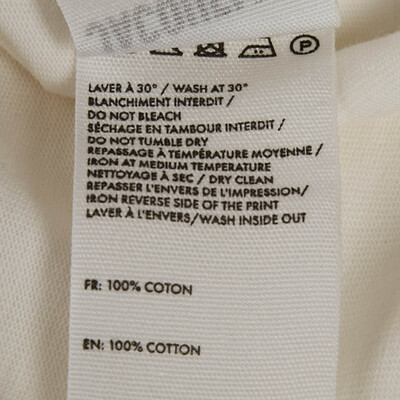 P
LAVER À 30° / WASH AT 30°
BLANCHIMENT INTERDIT /
DO NOT BLEACH
SÉCHAGE EN TAMBOUR INTERDIT /
DO NOT TUMBLE DRY
REPASSAGE À TEMPÉRATURE MOYENNE /
IRON AT MEDIUM TEMPERATURE
NETTOYAGE À SEC / DRY CLEAN
REPASSER L'ENVERS DE L'IMPRESSION/
IRON REVERSE SIDE OF THE PRINT
LAVER À L'ENVERS/WASH INSIDE OUT
FR: 100% COTON
EN: 100% COTTON